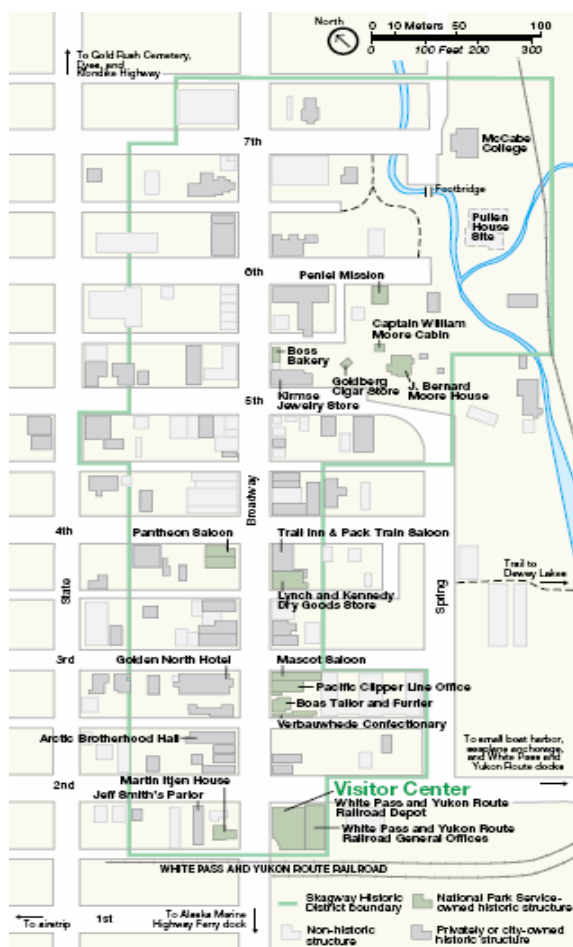 North
0 10 Meters 50 100
0 100 Feet 200 300
To Gold Rush Cemetery,
Dyea, and
Klondike Highway
7th
McCabe
College
Footbridge
Pullen
House
Site
6th
Peniel Mission
Captain William
Moore Cabin
Boss
Bakery
Goldberg
Cigar Store
J. Bernard
Moore House
Kirmse
Jewelry Store
5th
Broadway
4th
Pantheon Saloon
Trail Inn & Pack Train Saloon
State
Spring
Trail to
Dewey Lakes
Lynch and Kennedy
Dry Goods Store
3rd
Golden North Hotel
Mascot Saloon
Pacific Clipper Line Office
Boas Tailor and Furrier
Verbauwhede Confectionary
Arctic Brotherhood Hall
To small boat harbor,
seaplane anchorage,
and White Pass and
Yukon Route docks
2nd
Martin Itjen House
Jeff Smith's Parlor
Visitor Center
White Pass and Yukon Route
Railroad Depot
White Pass and Yukon Route
Railroad General Offices
WHITE PASS AND YUKON ROUTE RAILROAD
To airstrip
1st
To Alaska Marine
Highway Ferry dock
Skagway Historic
District boundary
National Park Service-
owned historic structure
Non-historic
structure
Privately or city-owned
historic structure